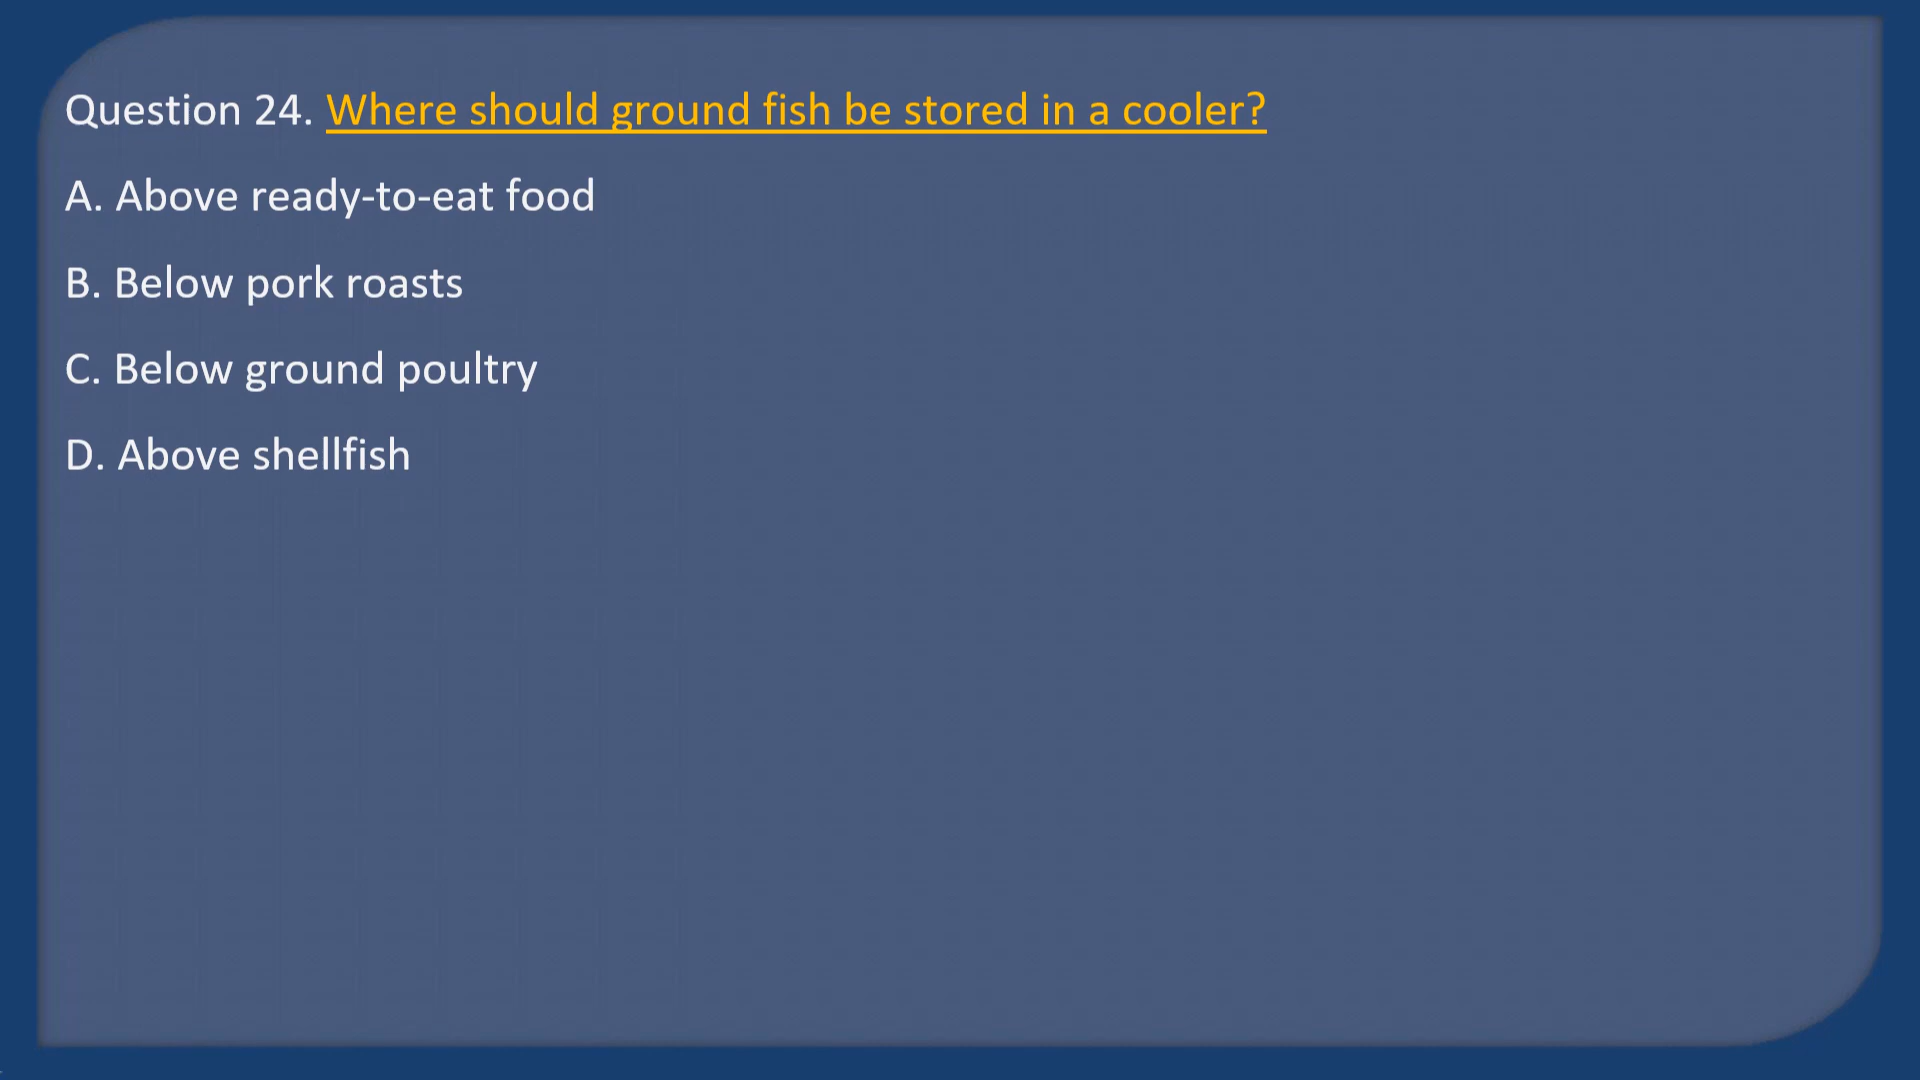 Question 24. Where should ground fish be stored in a cooler?
A. Above ready-to-eat food
B. Below pork roasts
C. Below ground poultry
D. Above shellfish